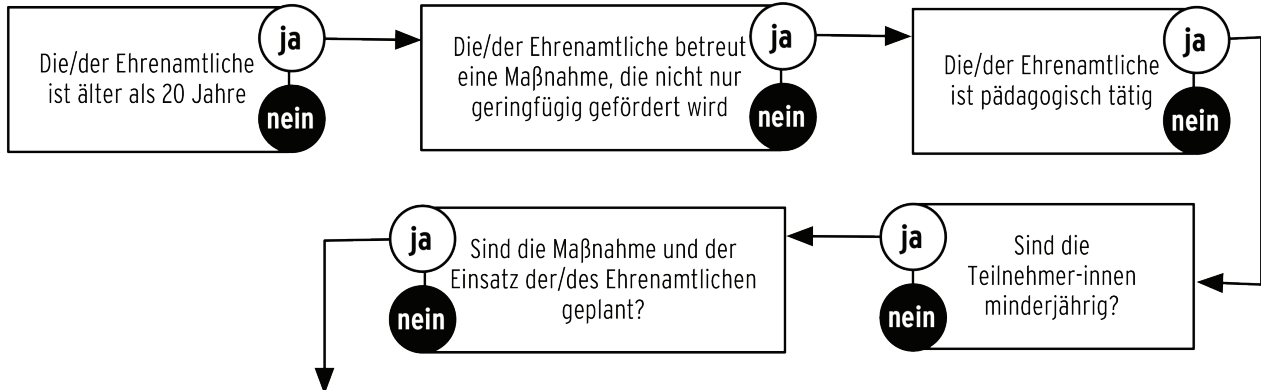 Die/der Ehrenamtliche
ist älter als 20 Jahre
ja
nein
Die/der Ehrenamtliche betreut
eine Maßnahme, die nicht nur
geringfügig gefördert wird
ja
nein
Die/der Ehrenamtliche
ist pädagogisch tätig
ja
nein
Sind die
Teilnehmer-innen
minderjährig?
ja
nein
Sind die Maßnahme und der
Einsatz der/des Ehrenamtlichen
geplant?
ja
nein